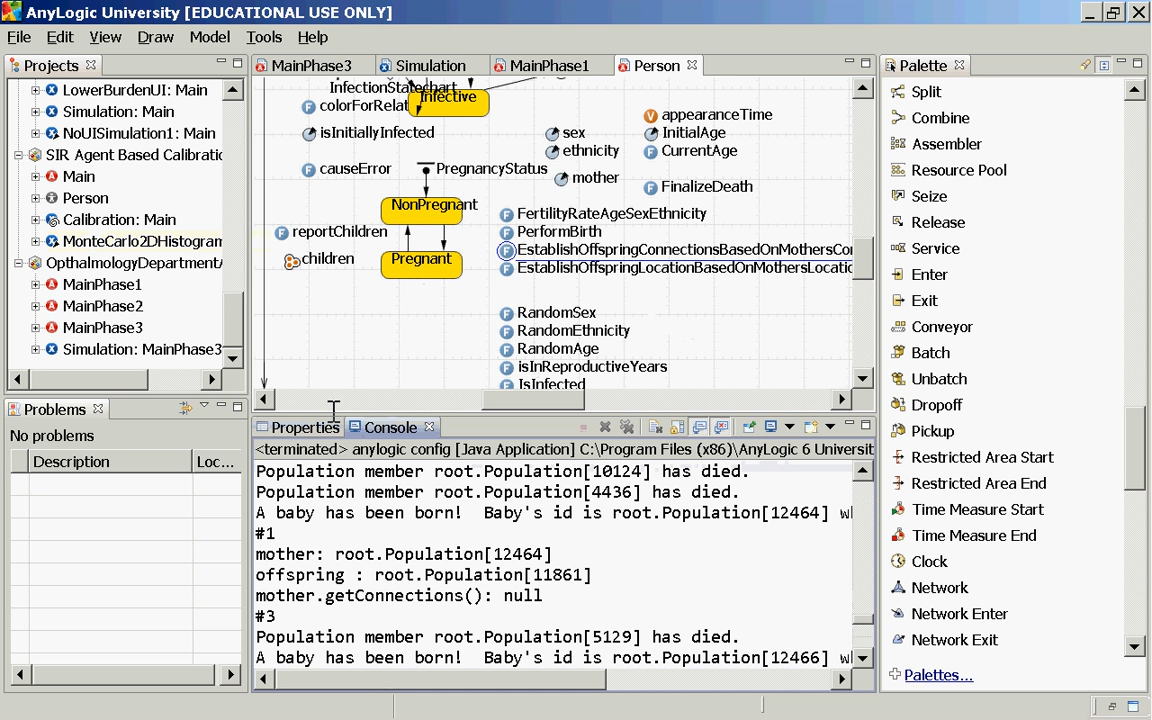 AnyLogic University [EDUCATIONAL USE ONLY]
File Edit View Draw Model Tools Help
Projects
LowerBurdenUI: Main
Simulation: Main
NoUISimulation1: Main
SIR Agent Based Calibratic
Main
Person
Calibration: Main
MonteCarlo2DHistogram
OpthalmologyDepartment
MainPhase1
MainPhase2
MainPhase3
Simulation: MainPhase3
Problems
No problems
Description Loc...
MainPhase3 Simulation MainPhase1 Person
InfectionStatechart
Infective
colorForRelat
isInitiallyInfected
causeError
PregnancyStatus
NonPregnant
reportChildren
Pregnant
children
sex
ethnicity
mother
appearanceTime
InitialAge
CurrentAge
FinalizeDeath
FertilityRateAgeSexEthnicity
PerformBirth
EstablishOffspringConnectionsBasedOnMothersCor
EstablishOffspringLocationBasedOnMothersLocatic
RandomSex
RandomEthnicity
RandomAge
isInReproductiveYears
IsInfected
Properties Console
<terminated> anylogic config [Java Application] C:\Program Files (x86)\AnyLogic 6 Universit
Population member root.Population[10124] has died.
Population member root.Population[4436] has died.
A baby has been born!  Baby's id is root.Population[12464] wh
#1
mother: root.Population[12464]
offspring : root.Population[11861]
mother.getConnections(): null
#3
Population member root.Population[5129] has died.
A baby has been born!  Baby's id is root.Population[12466] wh
Palette
Split
Combine
Assembler
Resource Pool
Seize
Release
Service
Enter
Exit
Conveyor
Batch
Unbatch
Dropoff
Pickup
Restricted Area Start
Restricted Area End
Time Measure Start
Time Measure End
Clock
Network
Network Enter
Network Exit
Palettes...